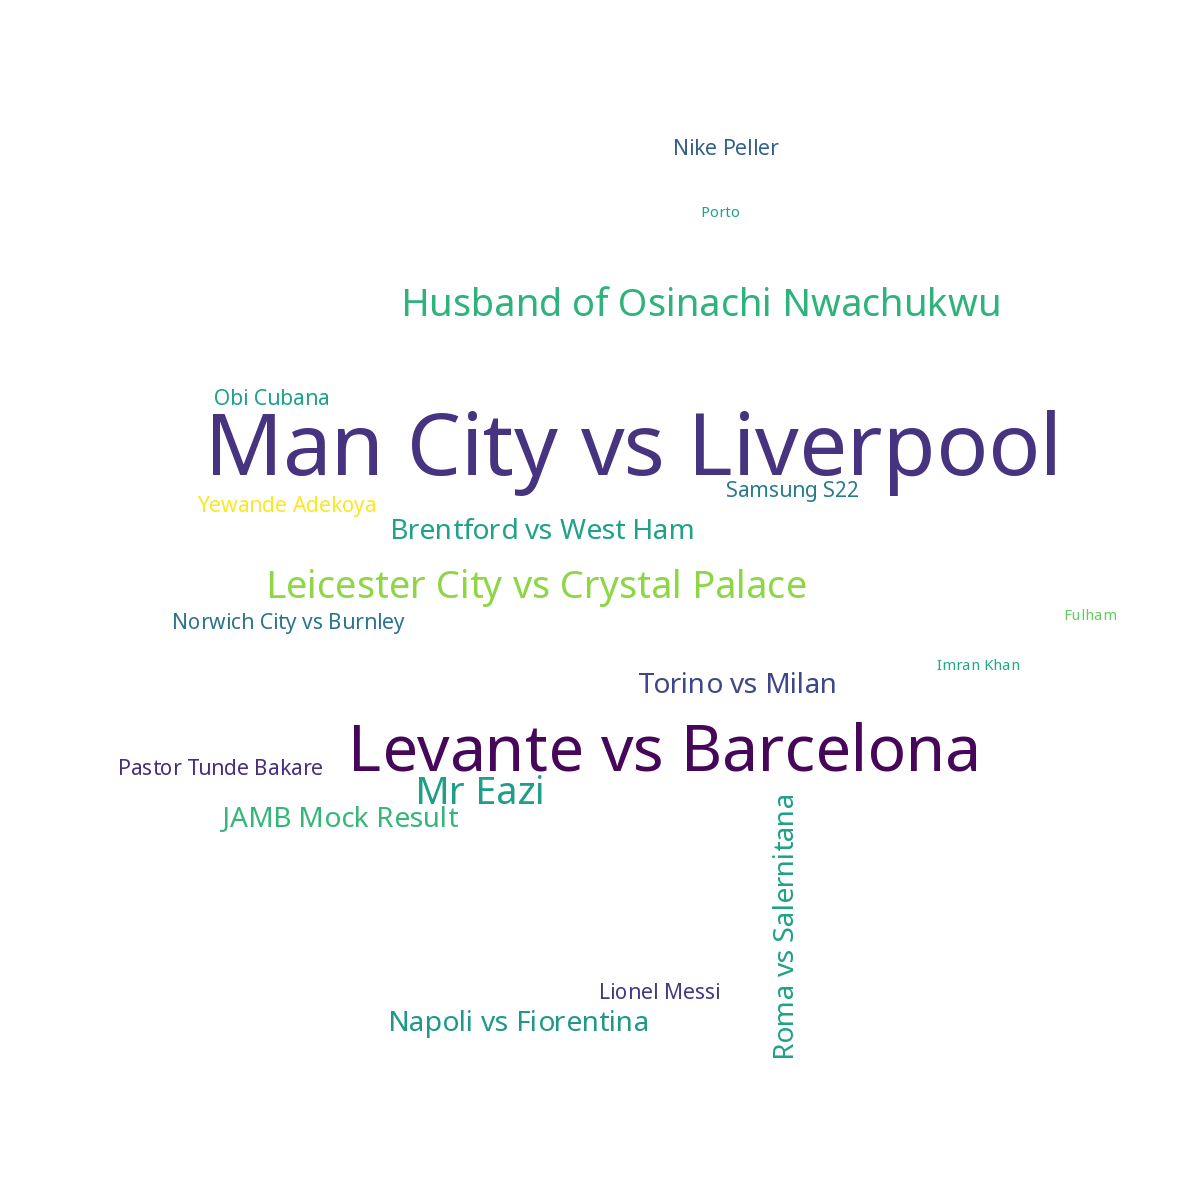 Nike Peller
Porto
Husband of Osinachi Nwachukwu
Obi Cubana
Man City vs Liverpool
Samsung S22
Yewande Adekoya
Brentford vs West Ham
Leicester City vs Crystal Palace
Fulham
Norwich City vs Burnley
Imran Khan
Torino vs Milan
Levante vs Barcelona
Pastor Tunde Bakare
Mr Eazi
JAMB Mock Result
Roma vs Salernitana
Lionel Messi
Napoli vs Fiorentina